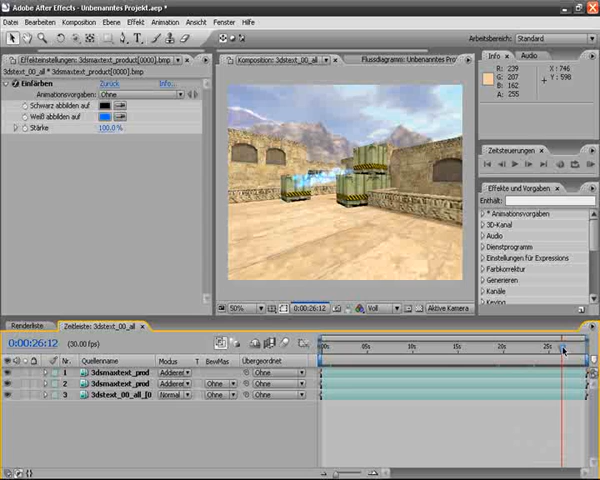 Adobe After Effects - Unbenanntes Projekt.aep *
Datei Bearbeiten Komposition Ebene Effekt Animation Ansicht Fenster Hilfe
Arbeitsbereich: Standard
Effekteinstellungen: 3dsmaxtext_product[0000].bmp
3dstext_00_all * 3dsmaxtext_product[0000].bmp
Einfärben Zurück Info...
Animationsvorgaben: Ohne
Schwarz abbilden auf
Weiß abbilden auf
Stärke 100.0 %
Komposition: 3dstext_00_all Flussdiagramm: Unbenanntes Pro
50% 0:00:26:12 Voll Aktive Kamera
Info Audio
R: 239
G: 207
B: 162
A: 255
X: 746
Y: 598
Zeitsteuerungen
Effekte und Vorgaben
Enthält:
* Animationsvorgaben
3D-Kanal
Audio
Dienstprogramm
Einstellungen für Expressions
Farbkorrektur
Generieren
Kanäle
Keying
Renderliste Zeitleiste: 3dstext_00_all
0:00:26:12 (30.00 fps)
:00s 05s 10s 15s 20s 25s
Nr. Quellenname Modus T BewMas Übergeordnet
1 3dsmaxtext_prod Addieren Ohne
2 3dsmaxtext_prod Addieren Ohne Ohne
3 3dstext_00_all_[0 Normal Ohne Ohne